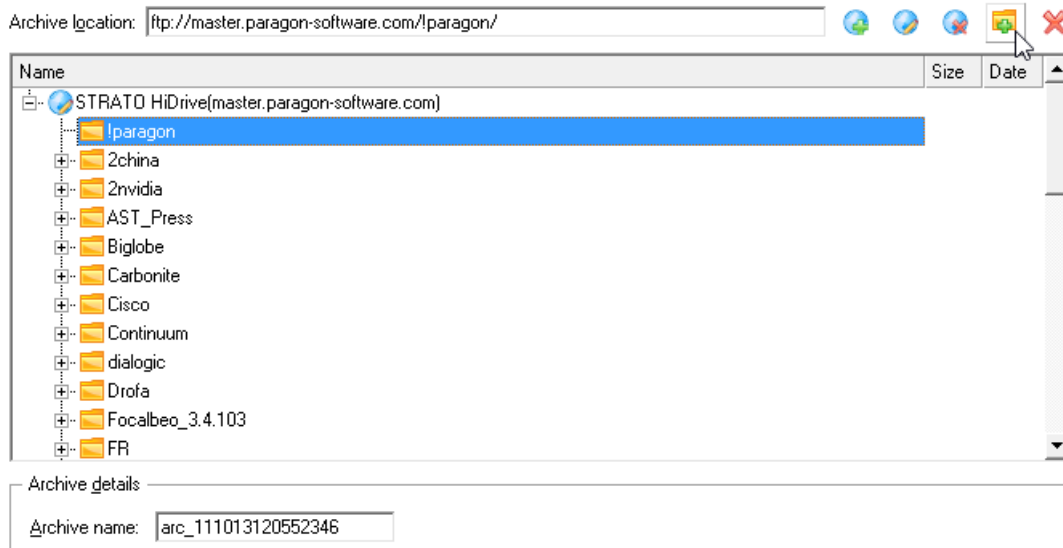 Archive location: ftp://master.paragon-software.com/!paragon/
Name Size Date
STRATO HiDrive(master.paragon-software.com)
!paragon
2china
2nvidia
AST_Press
Biglobe
Carbonite
Cisco
Continuum
dialogic
Drofa
Focalbeo_3.4.103
FR
Archive details
Archive name: arc_111013120552346